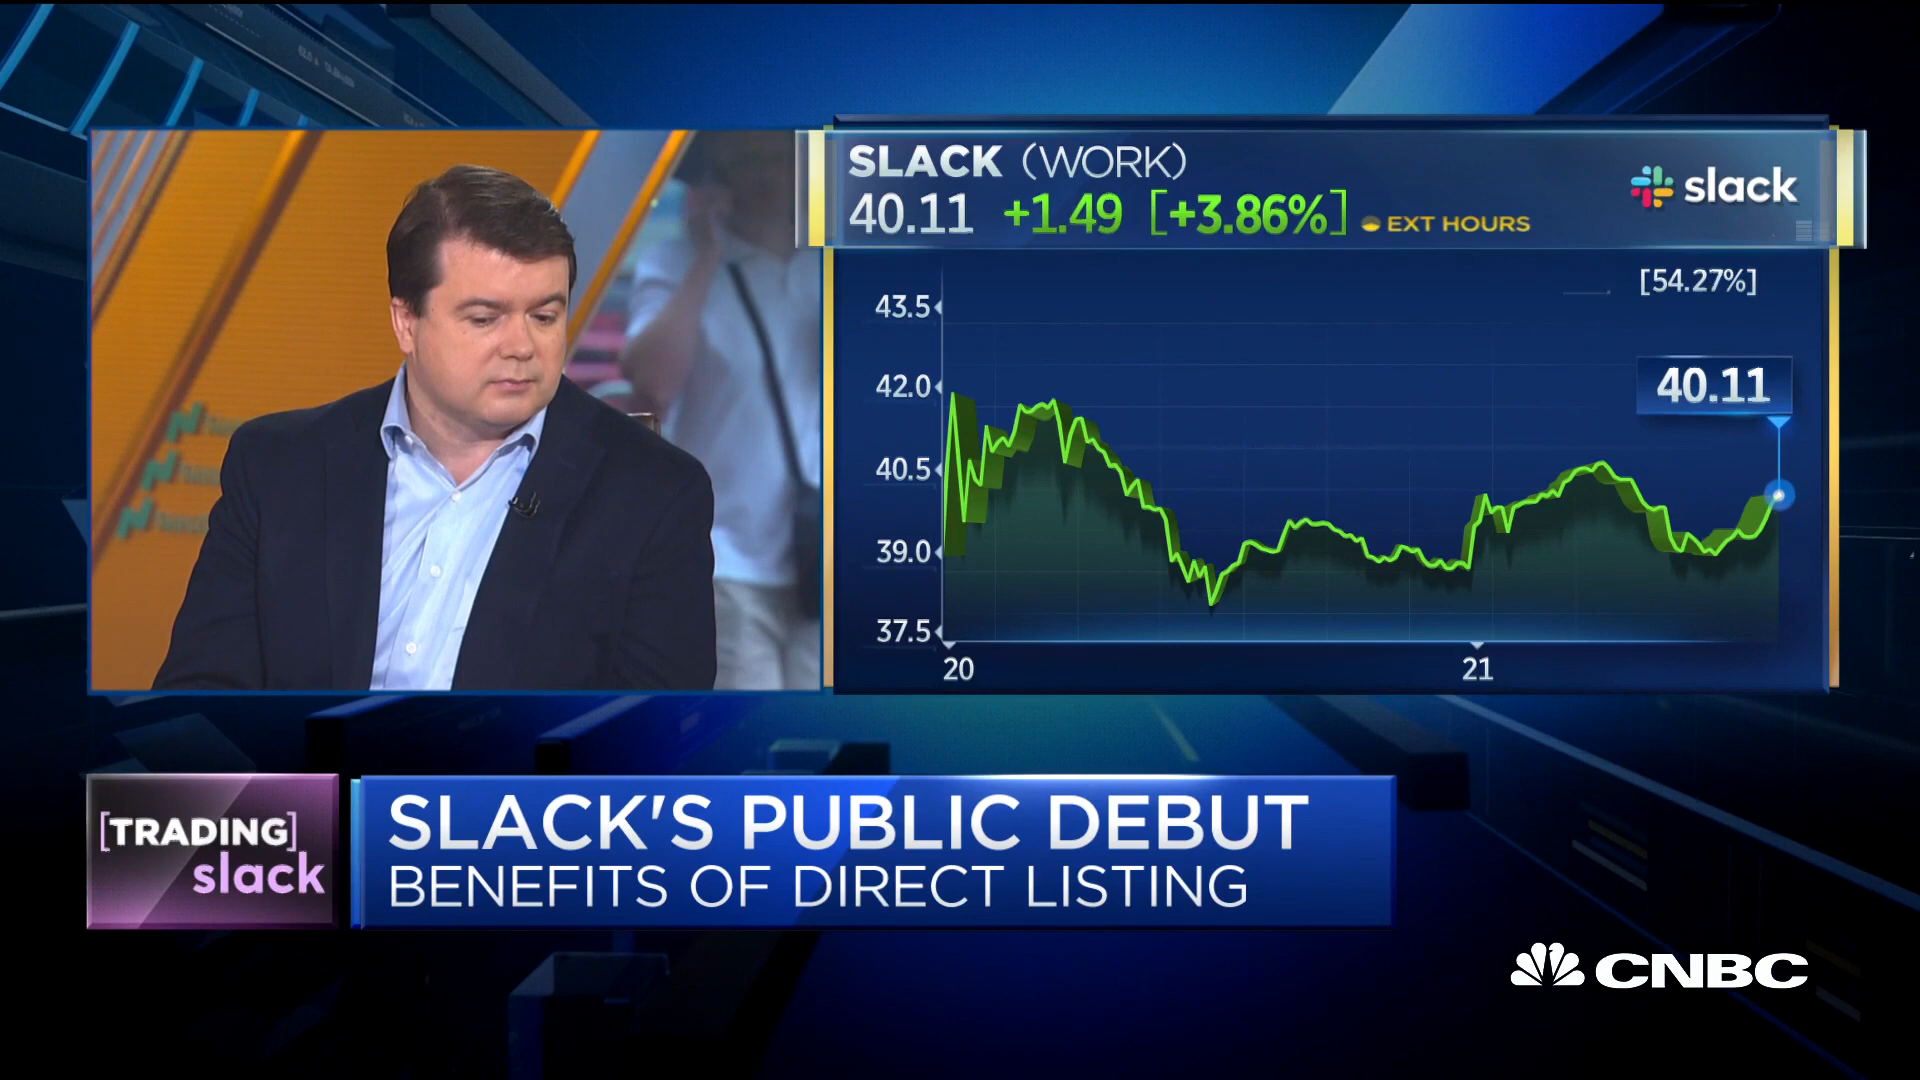 SLACK (WORK)
40.11 +1.49 [+3.86%] EXT HOURS
slack
[54.27%]
40.11
43.5
42.0
40.5
39.0
37.5
20 21
[TRADING]
slack
SLACK'S PUBLIC DEBUT
BENEFITS OF DIRECT LISTING
CNBC